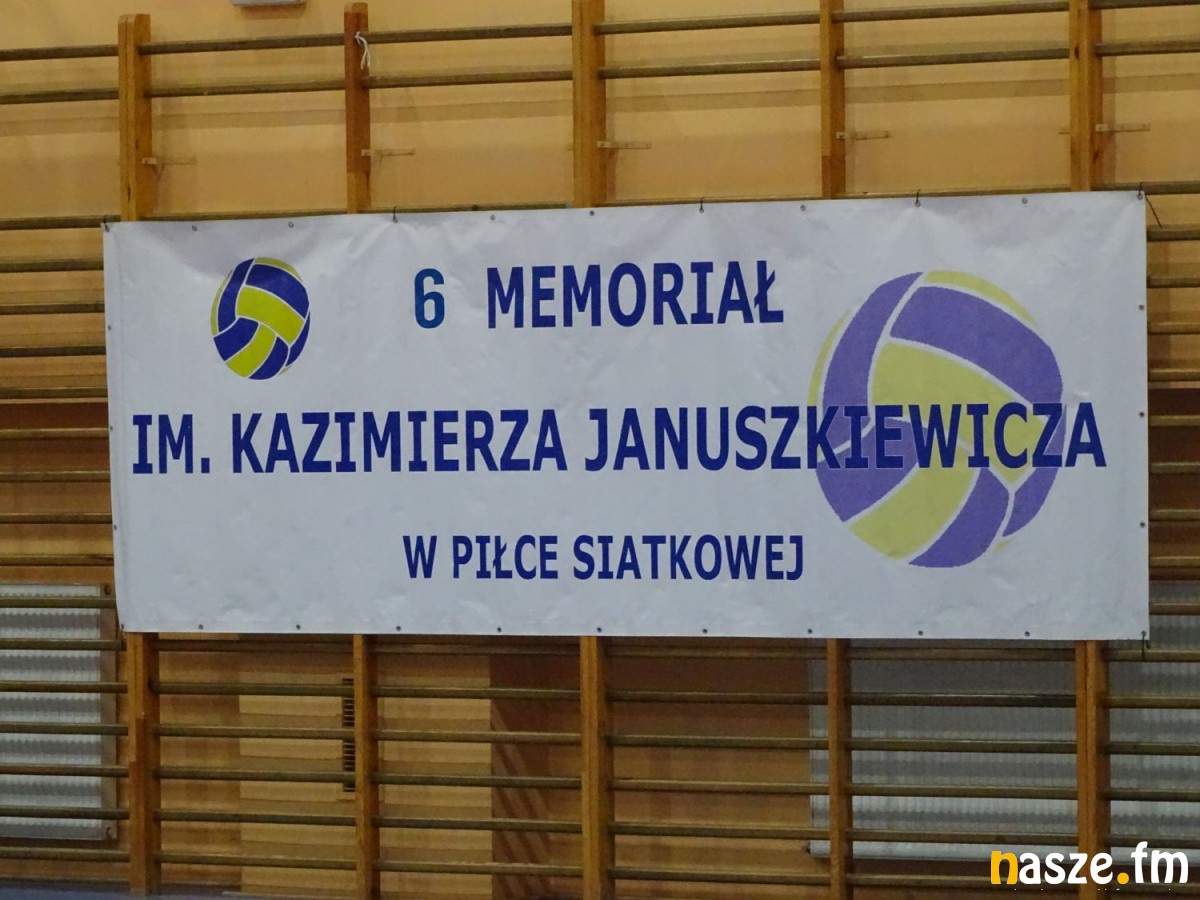 6 MEMORIAŁ
IM. KAZIMIERZA JANUSZKIEWICZA
W PIŁCE SIATKOWEJ
nasze.fm